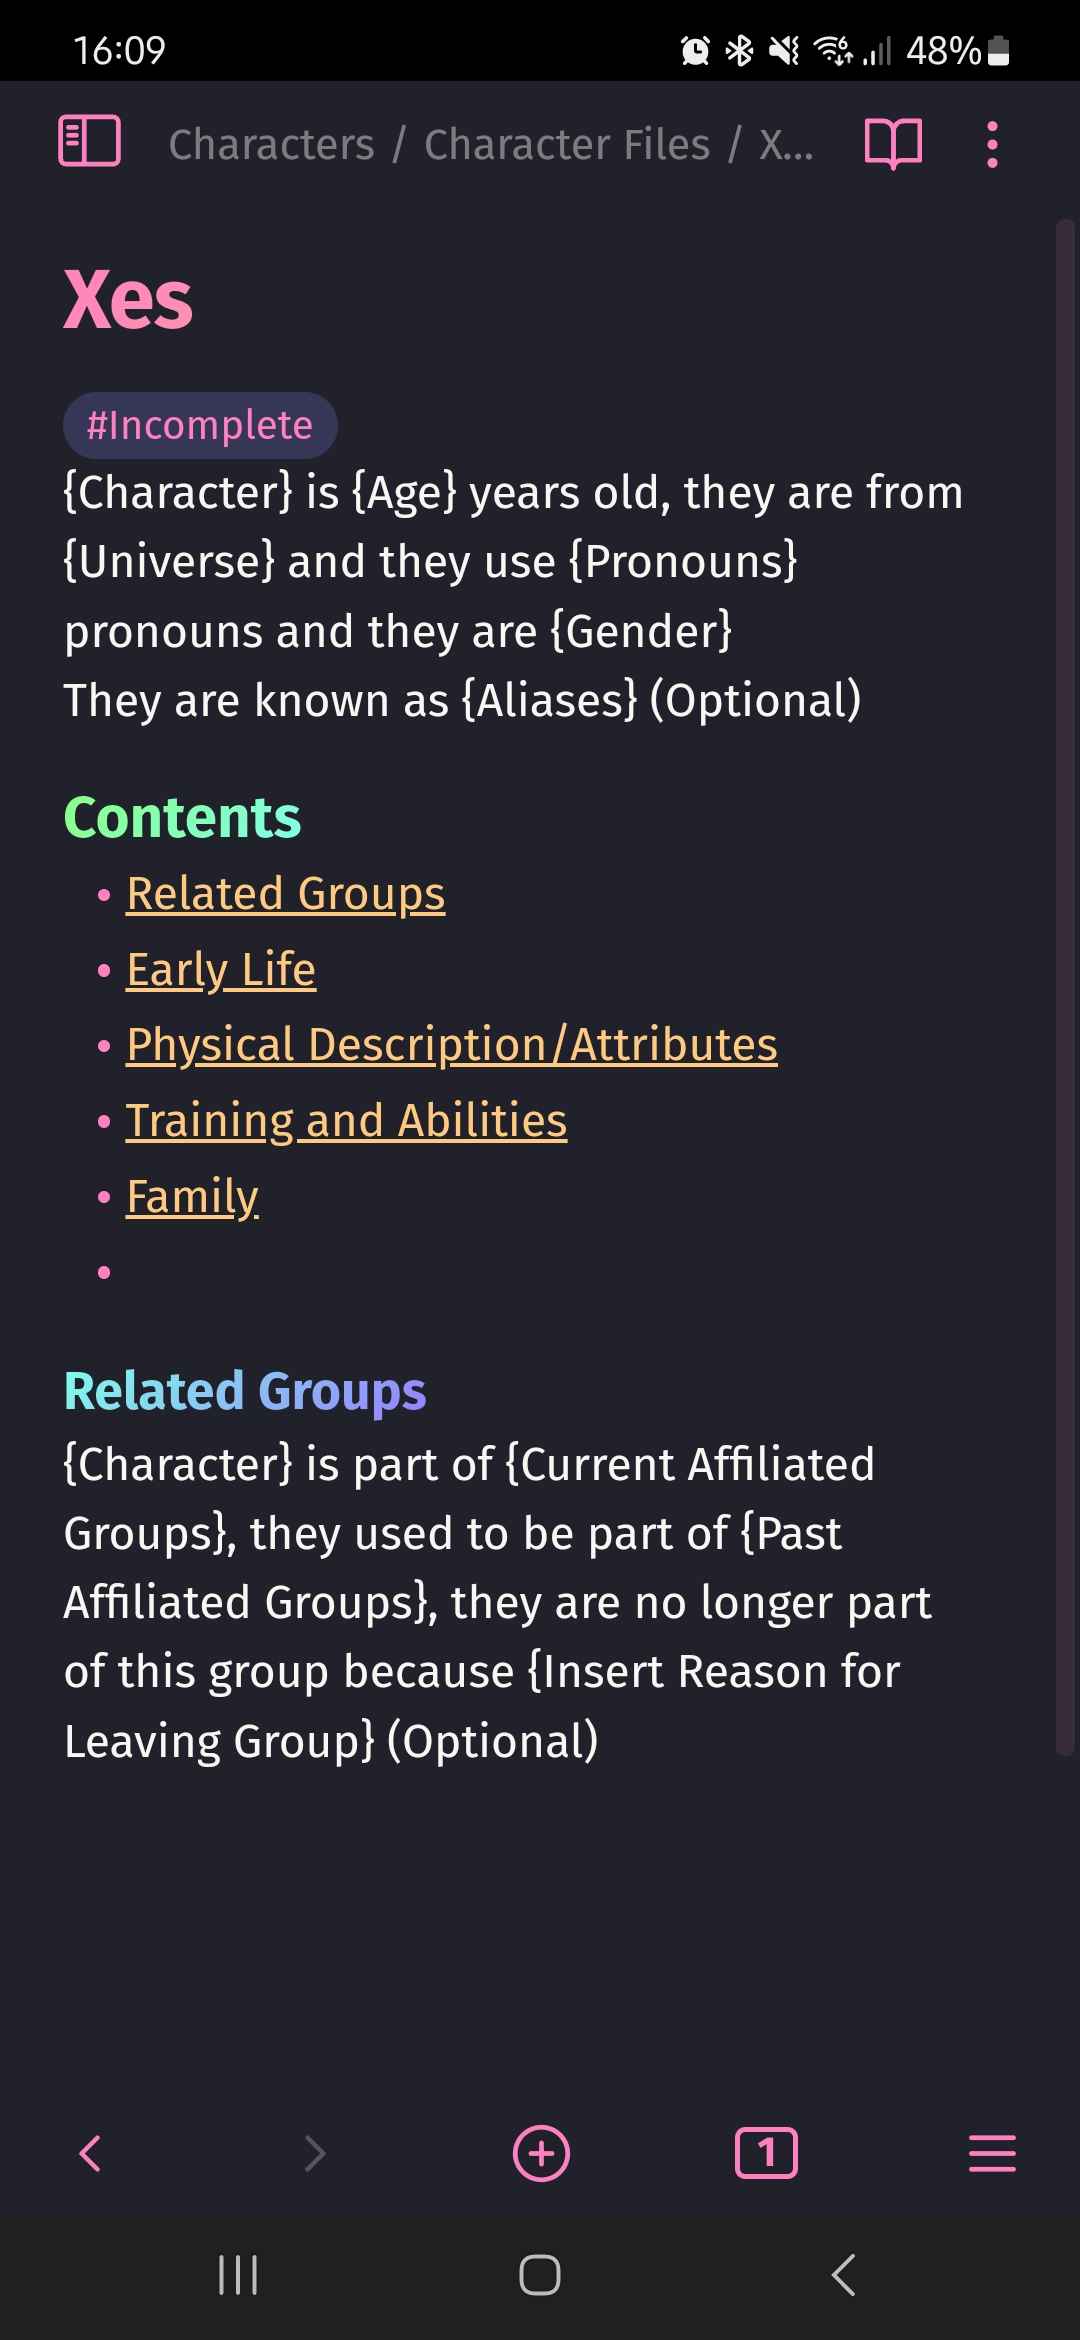 16:09
6
48%
Characters / Character Files / X...
Xes
#Incomplete
{Character} is {Age} years old, they are from
{Universe} and they use {Pronouns}
pronouns and they are {Gender}
They are known as {Aliases} (Optional)
Contents
• Related Groups
• Early Life
• Physical Description/Attributes
• Training and Abilities
• Family
•
Related Groups
{Character} is part of {Current Affiliated
Groups}, they used to be part of {Past
Affiliated Groups}, they are no longer part
of this group because {Insert Reason for
Leaving Group} (Optional)
1